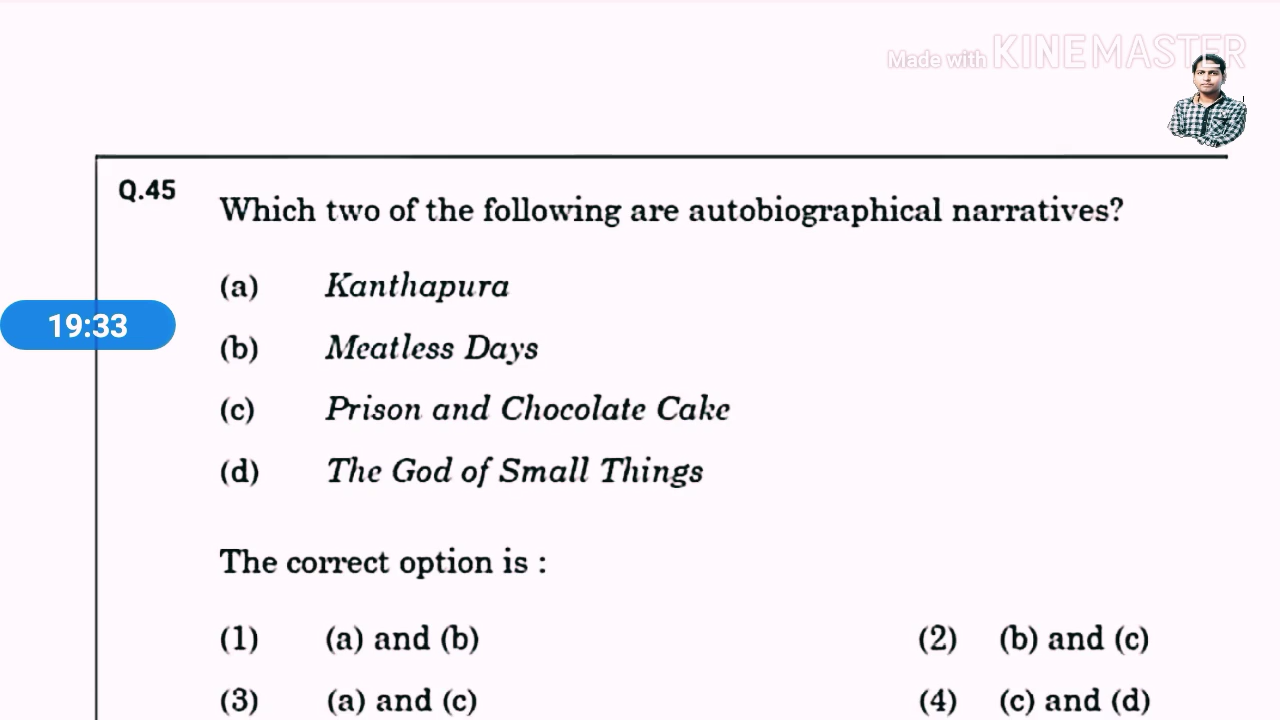 Made with KINEMASTER
Q.45
Which two of the following are autobiographical narratives?
(a) Kanthapura
19:33
(b) Meatless Days
(c) Prison and Chocolate Cake
(d) The God of Small Things
The correct option is :
(1) (a) and (b) (2) (b) and (c)
(3) (a) and (c) (4) (c) and (d)